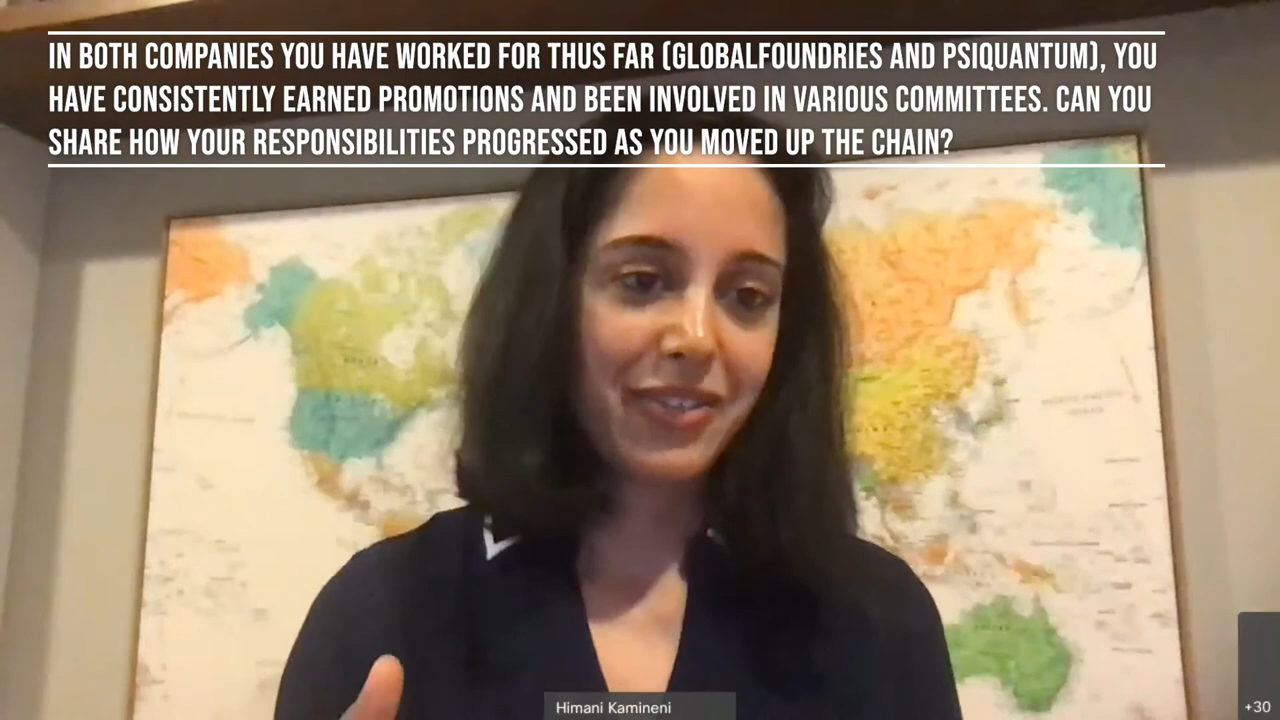 IN BOTH COMPANIES YOU HAVE WORKED FOR THUS FAR (GLOBALFOUNDRIES AND PSIQUANTUM), YOU
HAVE CONSISTENTLY EARNED PROMOTIONS AND BEEN INVOLVED IN VARIOUS COMMITTEES. CAN YOU
SHARE HOW YOUR RESPONSIBILITIES PROGRESSED AS YOU MOVED UP THE CHAIN?
Himani Kamineni
+30